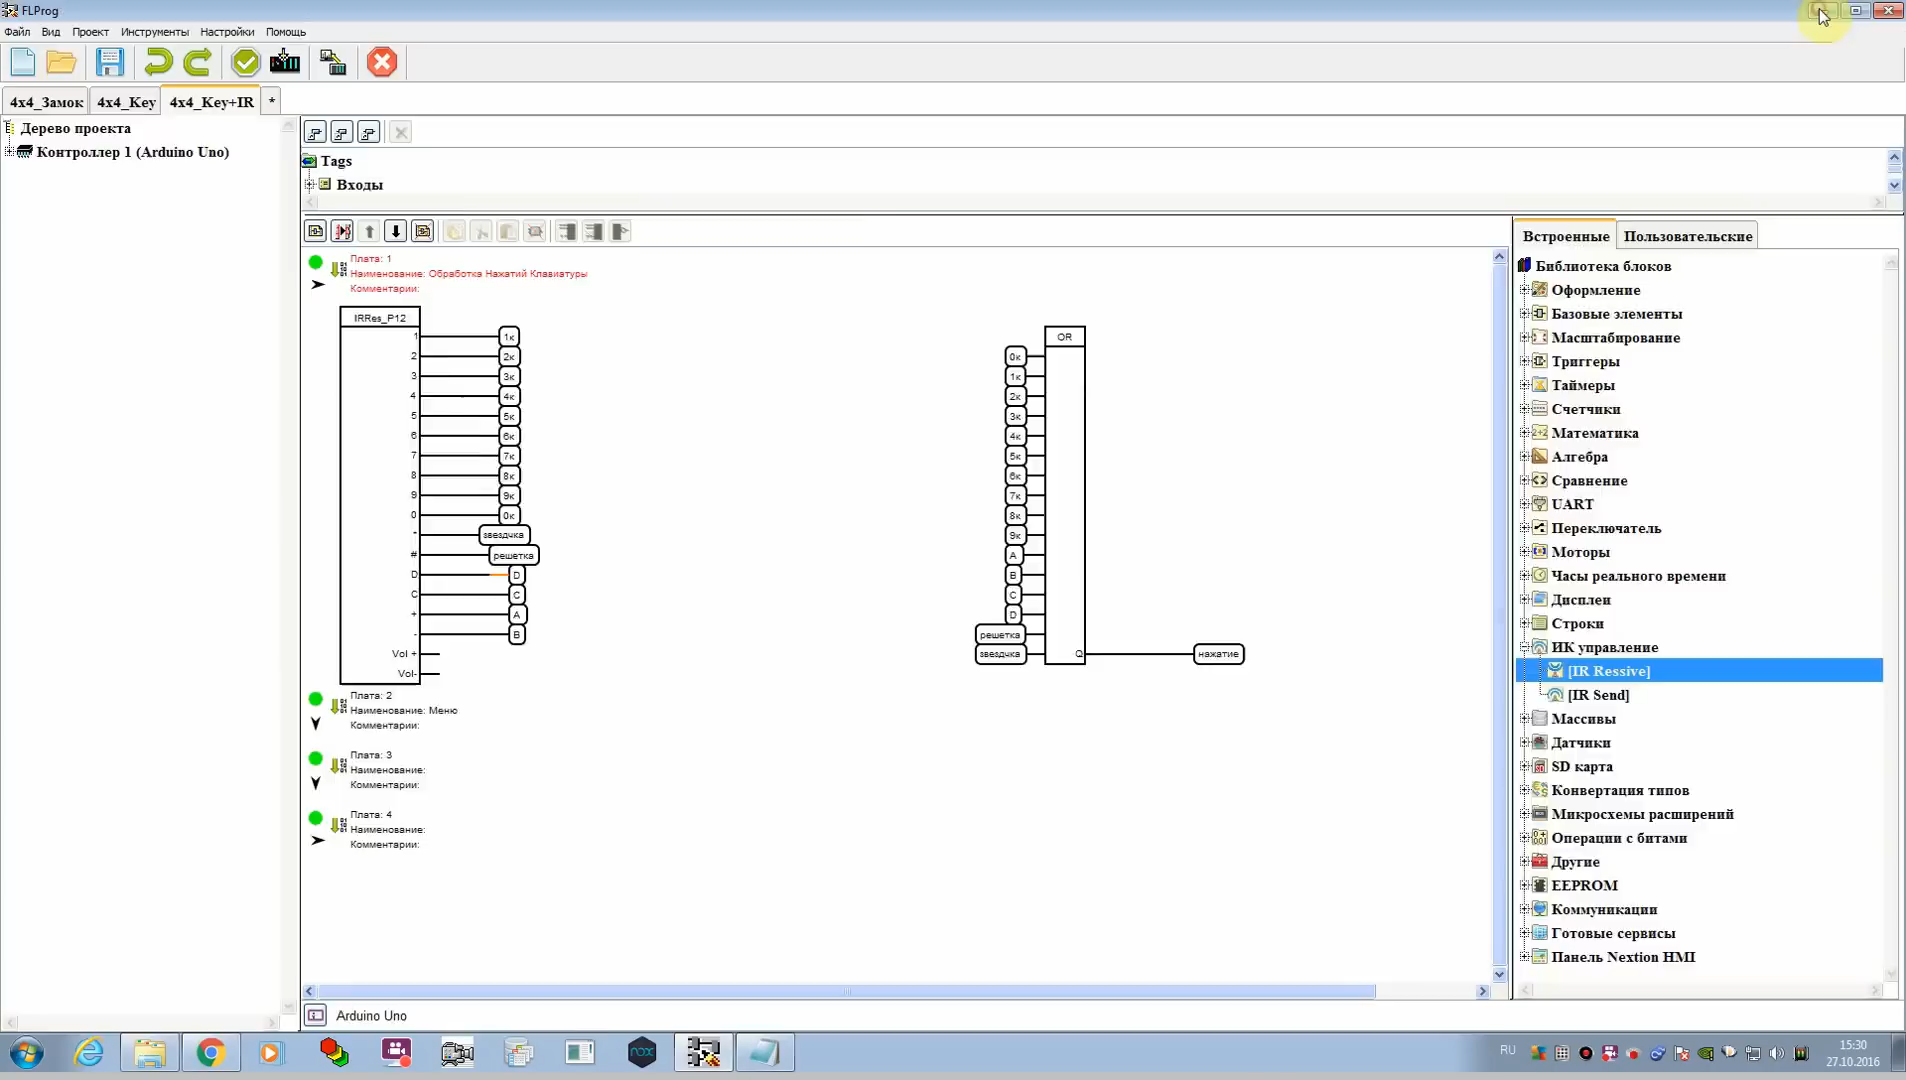 FLProg
Файл Вид Проект Инструменты Настройки Помощь
4x4_Замок 4x4_Key 4x4_Key+IR *
Дерево проекта
Контроллер 1 (Arduino Uno)
Tags
Входы
Плата: 1
Наименование: Обработка Нажатий Клавиатуры
Комментарии:
IRRes_P12
1 1к
2 2к
3 3к
4 4к
5 5к
6 6к
7 7к
8 8к
9 9к
0 0к
* звездчка
# решетка
D D
C C
+ A
- B
Vol +
Vol-
OR
0к
1к
2к
3к
4к
5к
6к
7к
8к
9к
A
B
C
D
решетка
звездчка Q нажатие
Плата: 2
Наименование: Меню
Комментарии:
Плата: 3
Наименование:
Комментарии:
Плата: 4
Наименование:
Комментарии:
Встроенные Пользовательские
Библиотека блоков
Оформление
Базовые элементы
Масштабирование
Триггеры
Таймеры
Счетчики
Математика
Алгебра
Сравнение
UART
Переключатель
Моторы
Часы реального времени
Дисплеи
Строки
ИК управление
[IR Ressive]
[IR Send]
Массивы
Датчики
SD карта
Конвертация типов
Микросхемы расширений
Операции с битами
Другие
EEPROM
Коммуникации
Готовые сервисы
Панель Nextion HMI
Arduino Uno
nox
RU
15:30
27.10.2016